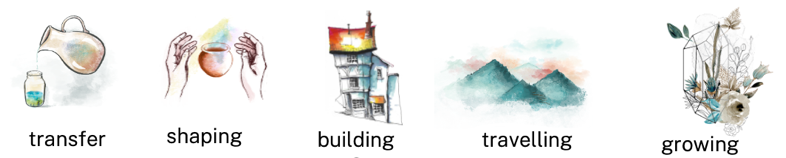 transfer
shaping
building
travelling
growing